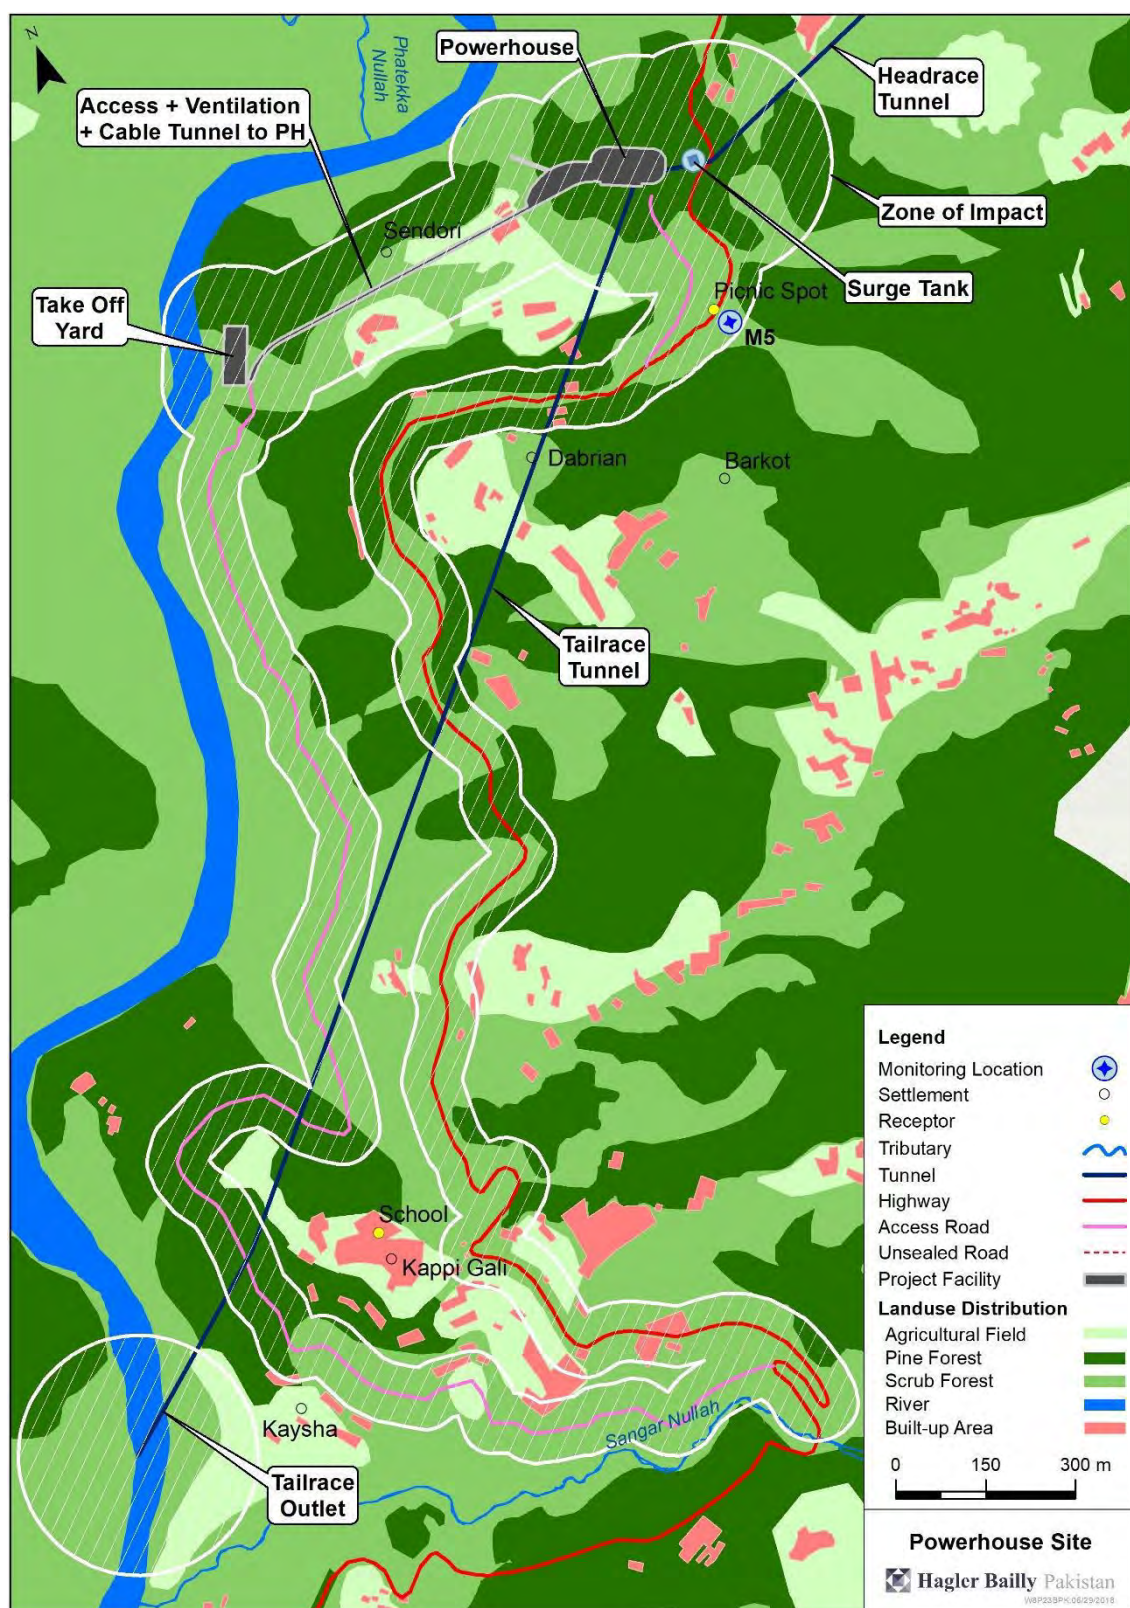 N
Phatekka
Nullah
Powerhouse
Headrace
Tunnel
Access + Ventilation
+ Cable Tunnel to PH
Zone of Impact
Sendori
Surge Tank
Picnic Spot
M5
Take Off
Yard
Dabrian
Barkot
Tailrace
Tunnel
School
Kappi Gali
Kaysha
Sangar Nullah
Tailrace
Outlet
Legend
Monitoring Location
Settlement
Receptor
Tributary
Tunnel
Highway
Access Road
Unsealed Road
Project Facility
Landuse Distribution
Agricultural Field
Pine Forest
Scrub Forest
River
Built-up Area
0 150 300 m
Powerhouse Site
Hagler Bailly Pakistan